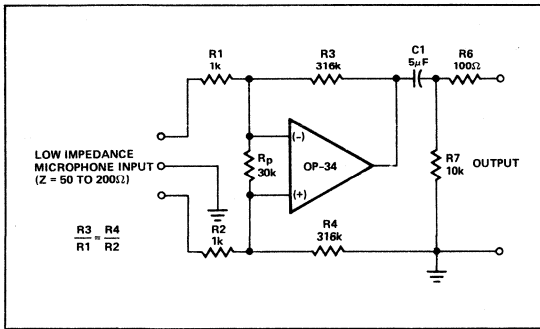 R1
1k
R3
316k
C1
5μF
R6
100Ω
LOW IMPEDANCE
MICROPHONE INPUT
(Z = 50 TO 200Ω)
Rp
30k
(-)
OP-34
(+)
R7
10k
OUTPUT
R3/R1 = R4/R2
R2
1k
R4
316k